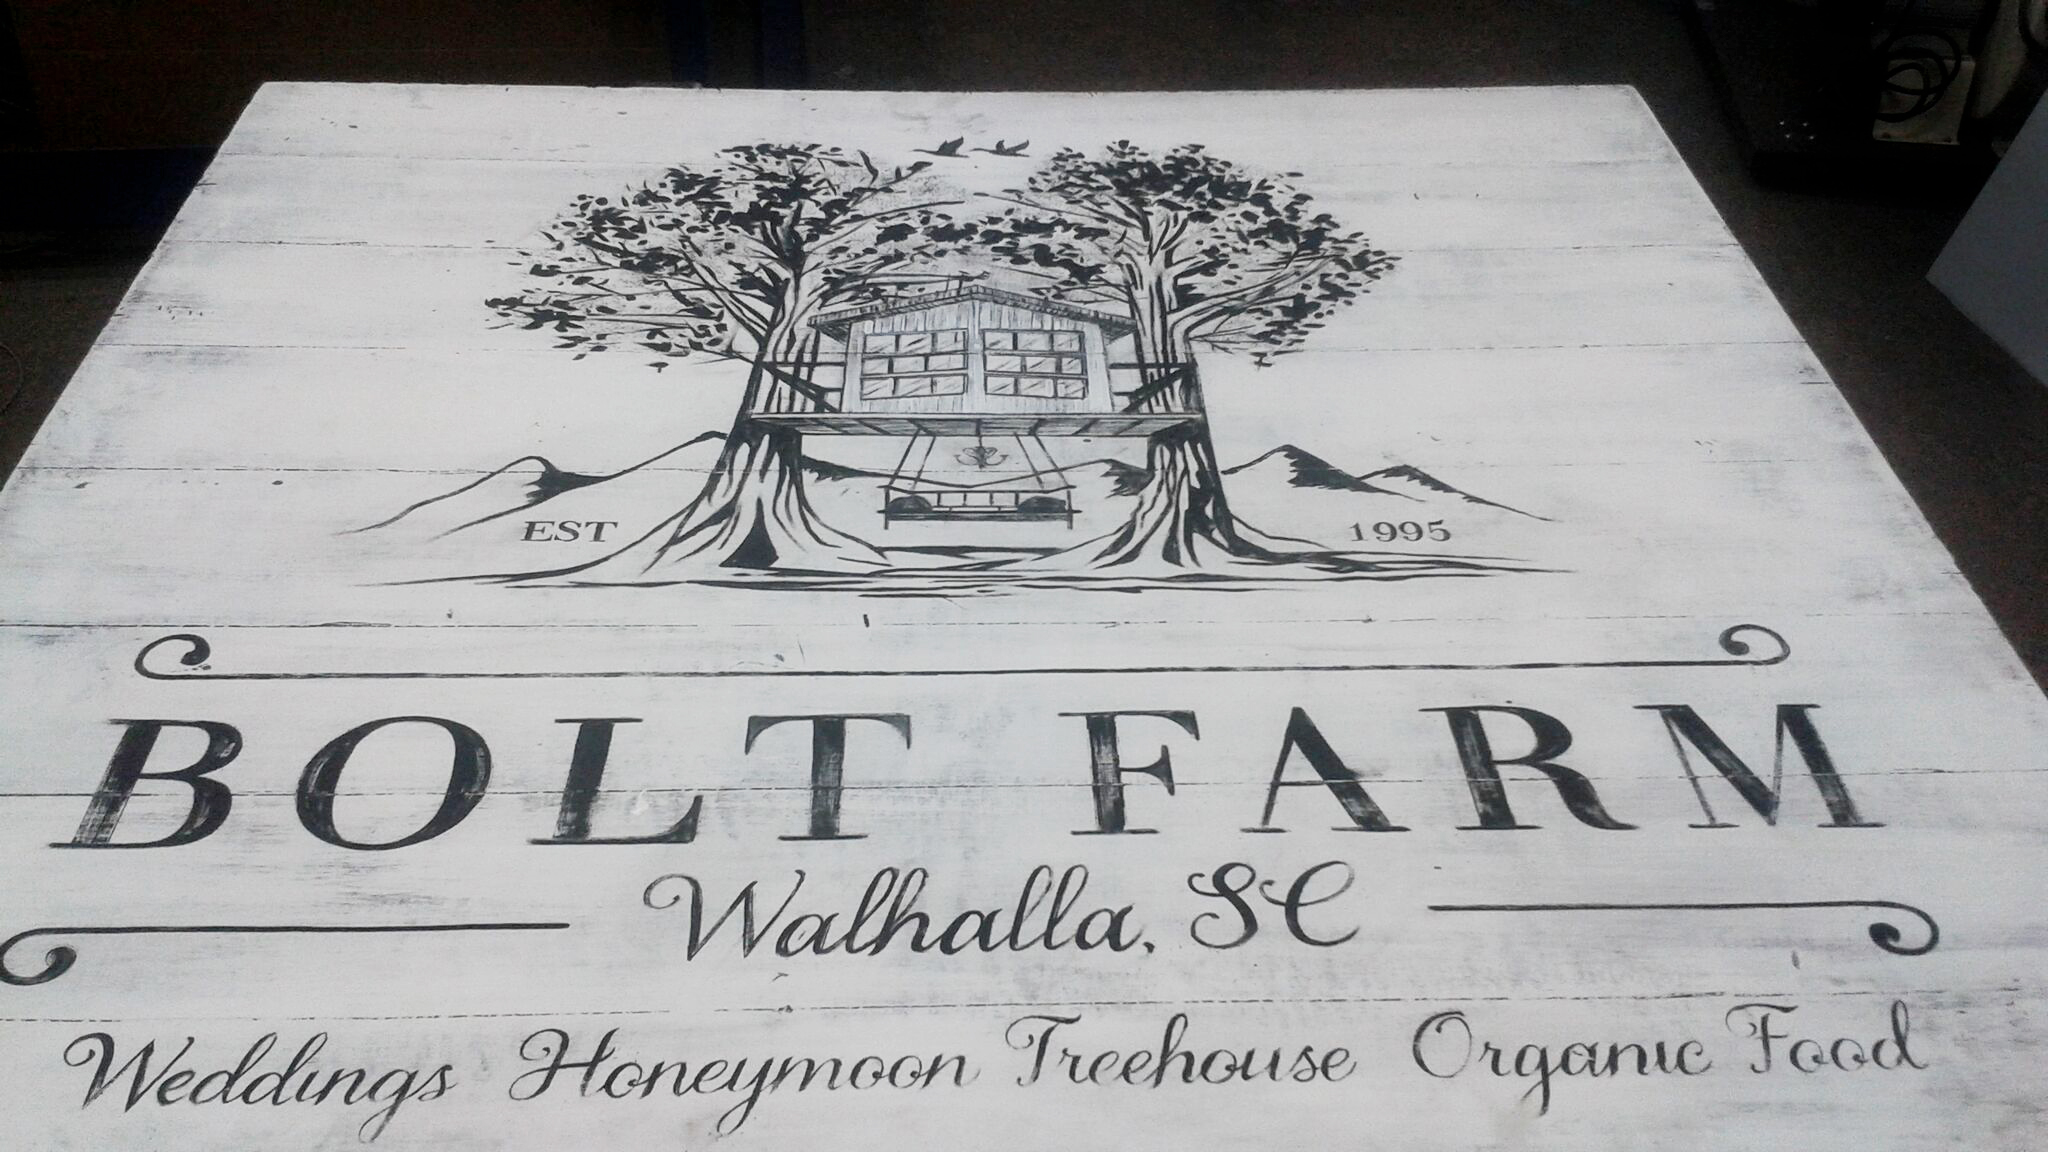 EST 1995
BOLT FARM
Walhalla, SC
Weddings Honeymoon Treehouse Organic Food